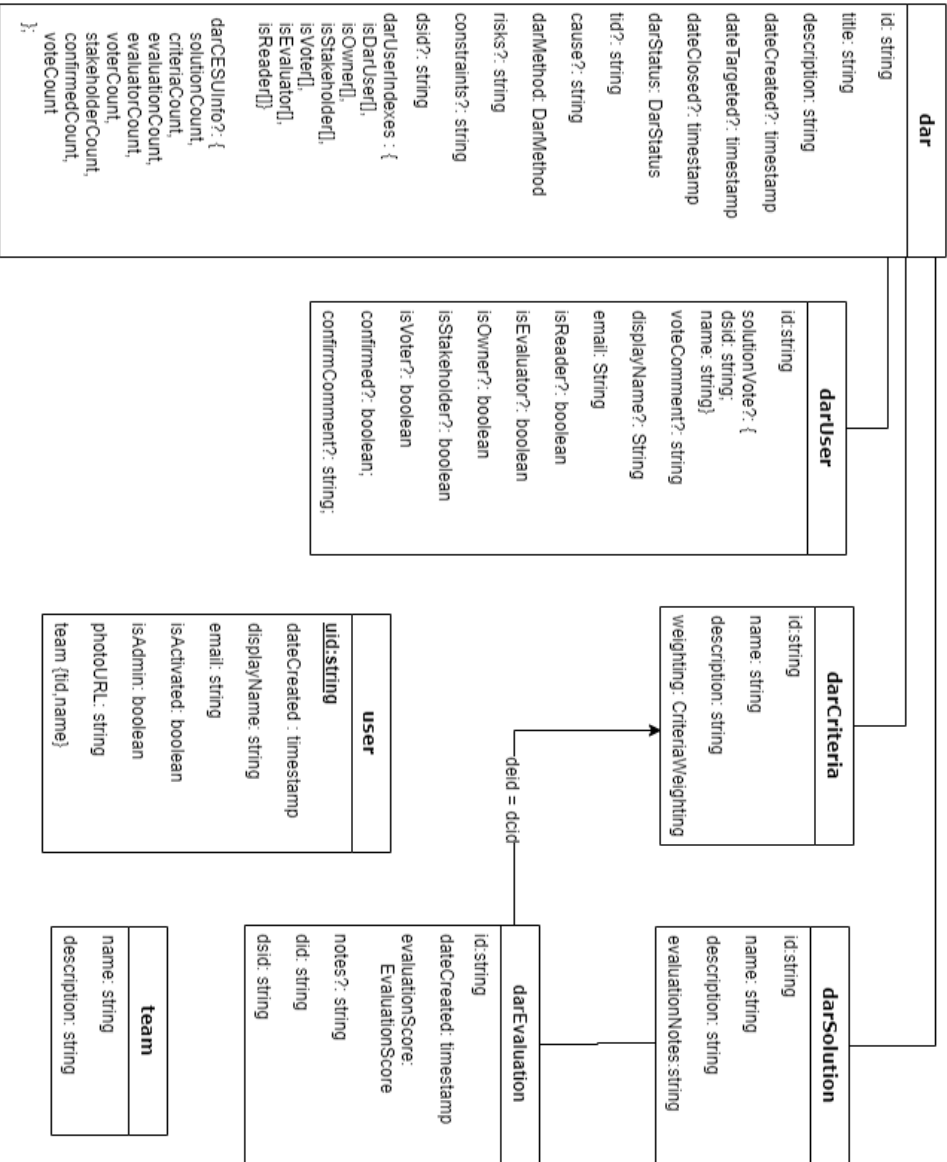 dar
id: string
title: string
description: string
dateCreated?: timestamp
dateTargeted?: timestamp
dateClosed?: timestamp
darStatus: DarStatus
tid?: string
cause?: string
darMethod: DarMethod
risks?: string
constraints?: string
dsid?: string
darUserIndexes : {
isDarUser[],
isOwner[],
isStakeholder[],
isVoter[],
isEvaluator[],
isReader[]}
darCESUInfo?: {
solutionCount,
criteriaCount,
evaluationCount,
evaluatorCount,
voterCount,
stakeholderCount,
confirmedCount,
voteCount
};
darUser
id:string
solutionVote?: {
dsid: string;
name: string}
voteComment?: string
displayName?: String
email: String
isReader?: boolean
isEvaluator?: boolean
isOwner?: boolean
isStakeholder?: boolean
isVoter?: boolean
confirmed?: boolean;
confirmComment?: string;
darCriteria
id:string
name: string
description: string
weighting: CriteriaWeighting
darSolution
id:string
name: string
description: string
evaluationNotes:string
deid = dcid
user
uid:string
dateCreated : timestamp
displayName: string
email: string
isActivated: boolean
isAdmin: boolean
photoURL: string
team {tid,name}
darEvaluation
id:string
dateCreated: timestamp
evaluationScore:
EvaluationScore
notes?: string
did: string
dsid: string
team
name: string
description: string